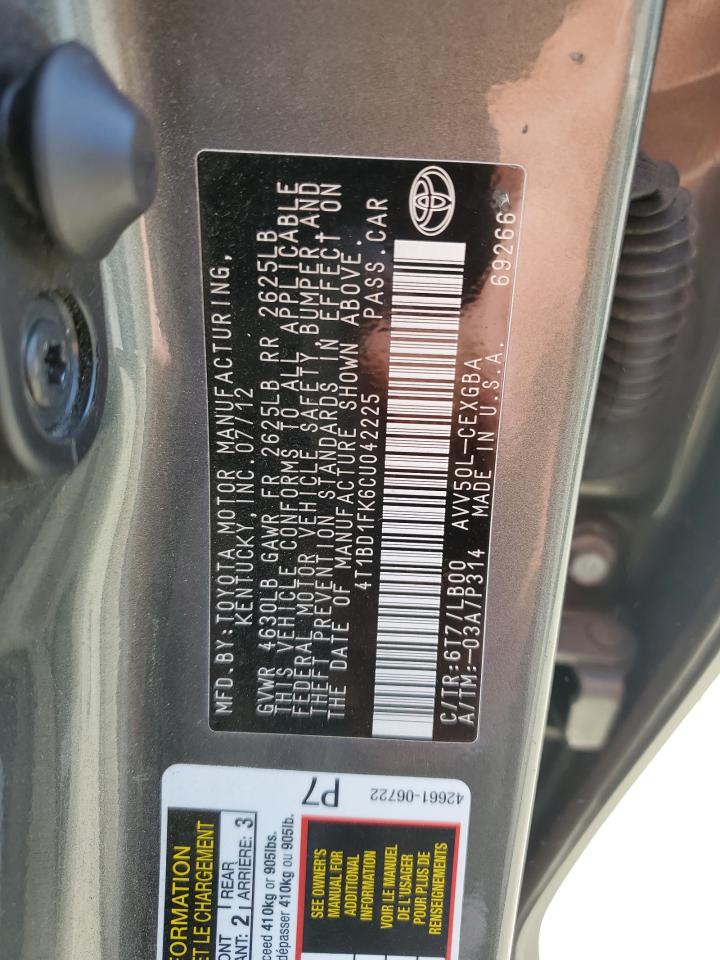 MFD.BY:TOYOTA MOTOR MANUFACTURING,
KENTUCKY, INC.07/12
GVWR 4630LB GAWR FR 2625LB RR 2625LB
THIS VEHICLE CONFORMS TO ALL APPLICABLE
FEDERAL MOTOR VEHICLE SAFETY,BUMPER AND
THEFT PREVENTION STANDARDS IN EFFECT ON
THE DATE OF MANUFACTURE SHOWN ABOVE.
4T1BD1FK6CU042225 PASS.CAR
C/TR:6T7/LB00 AVV50L-CEXGBA
A/TM:-03A/P314 MADE IN U.S.A. 69266
ORMATION
ET LE CHARGEMENT
ONT
REAR
ANT: 2
ARRIÈRE: 3
ceed 410kg or 905lbs.
dépasser 410kg ou 905lb.
SEE OWNER'S
MANUAL FOR
ADDITIONAL
INFORMATION
VOIR LE MANUEL
DE L'USAGER
POUR PLUS DE
RENSEIGNEMENTS
P7
42661-06722